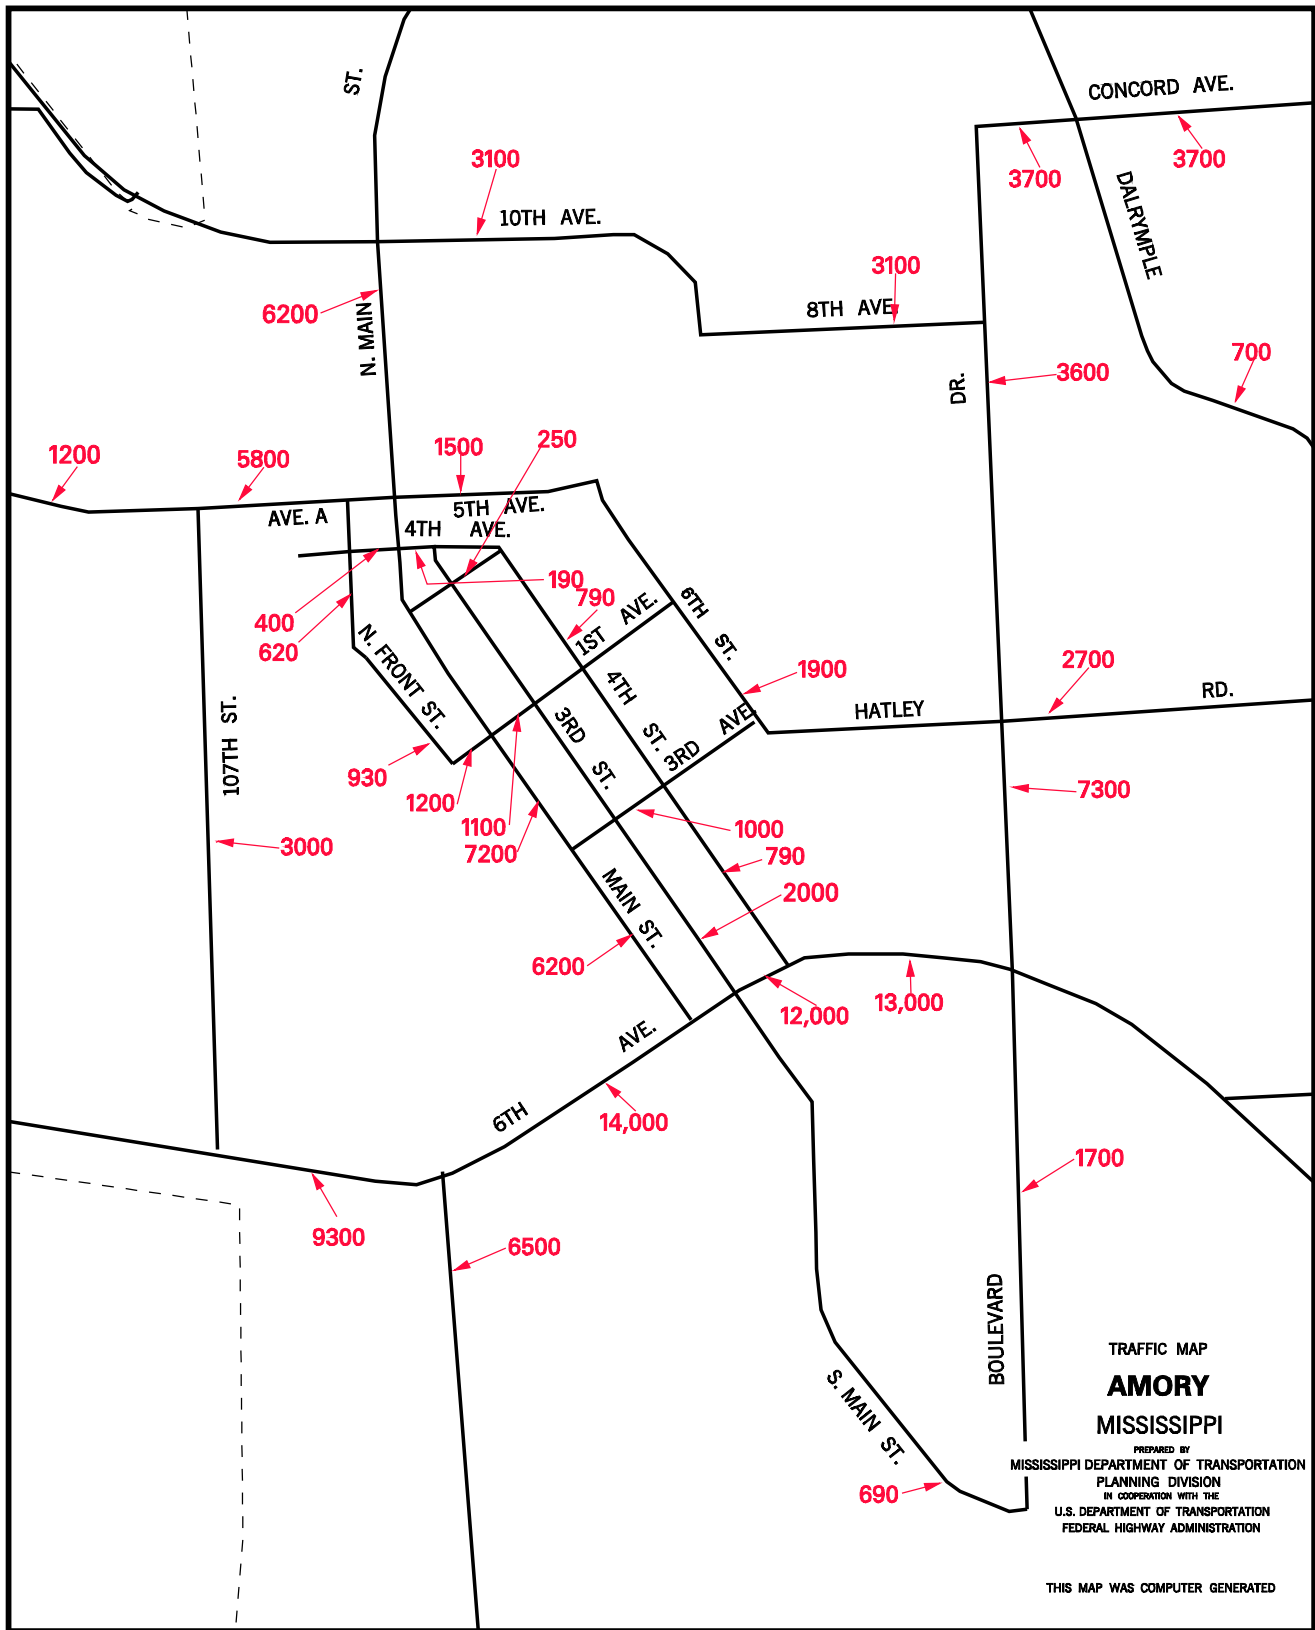 ST.
CONCORD AVE.
3100
3700
3700
10TH AVE.
DALRYMPLE
3100
8TH AVE.
6200
N. MAIN
700
DR.
3600
1200
5800
1500
250
5TH AVE.
AVE. A
4TH AVE.
190
790
400
620
1ST AVE.
6TH ST.
N. FRONT ST.
1900
2700
4TH ST.
RD.
HATLEY
3RD ST.
3RD AVE.
107TH ST.
930
1200
7300
1100
7200
1000
790
3000
MAIN ST.
2000
6200
12,000
13,000
AVE.
6TH
14,000
1700
9300
6500
BOULEVARD
S. MAIN ST.
690
TRAFFIC MAP
AMORY
MISSISSIPPI
PREPARED BY
MISSISSIPPI DEPARTMENT OF TRANSPORTATION
PLANNING DIVISION
IN COOPERATION WITH THE
U.S. DEPARTMENT OF TRANSPORTATION
FEDERAL HIGHWAY ADMINISTRATION
THIS MAP WAS COMPUTER GENERATED